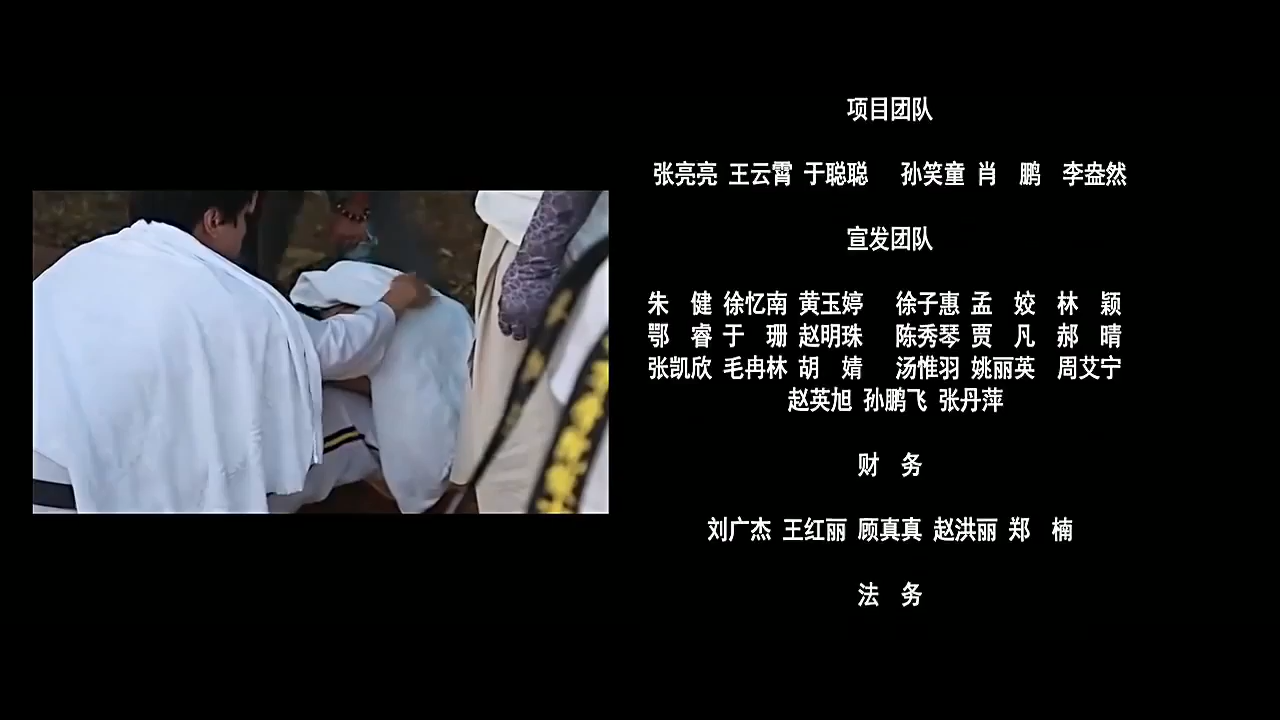 项目团队
张亮亮 王云霄 于聪聪 孙笑童 肖 鹏 李盎然
宣发团队
朱 健 徐忆南 黄玉婷 徐子惠 孟 姣 林 颖
鄂 睿 于 珊 赵明珠 陈秀琴 贾 凡 郝 晴
张凯欣 毛冉林 胡 婧 汤惟羽 姚丽英 周艾宁
赵英旭 孙鹏飞 张丹萍
财 务
刘广杰 王红丽 顾真真 赵洪丽 郑 楠
法 务